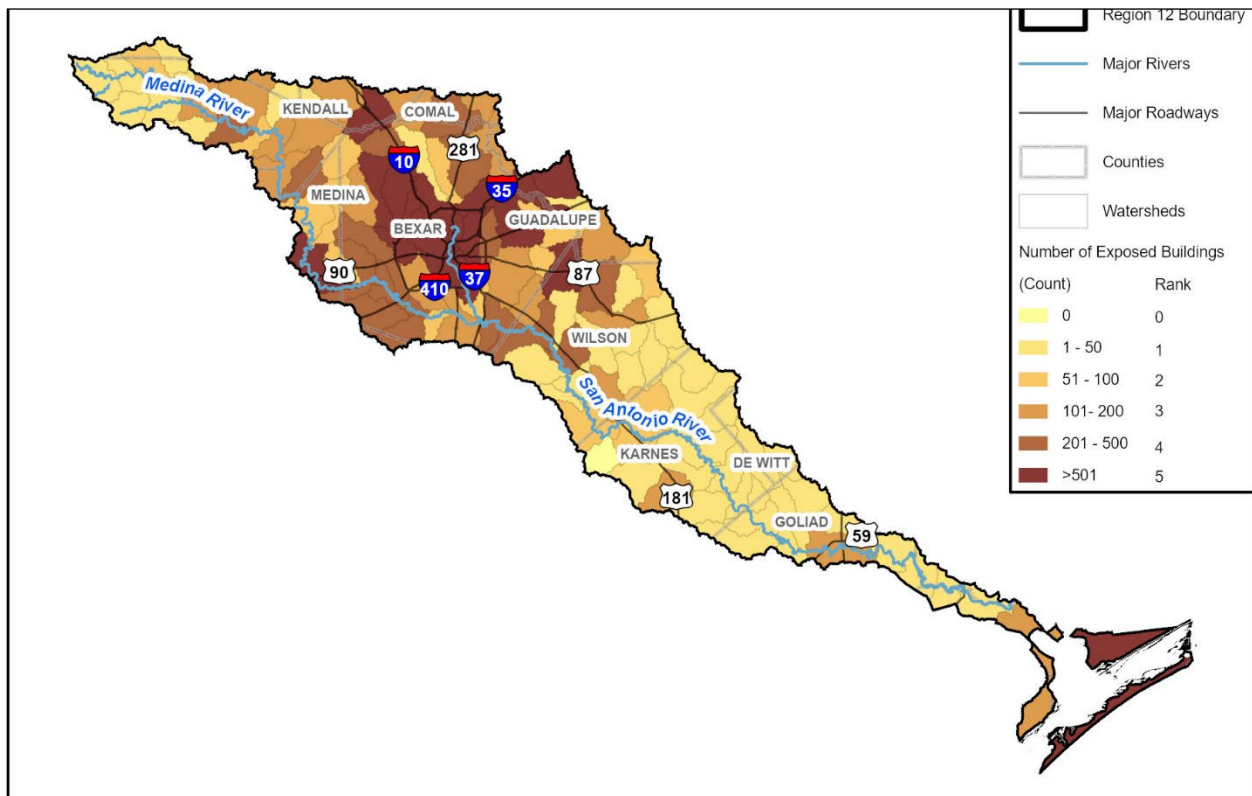 Region 12 Boundary
Major Rivers
Major Roadways
Counties
Watersheds
Number of Exposed Buildings
(Count) Rank
0 0
1 - 50 1
51 - 100 2
101- 200 3
201 - 500 4
>501 5
Medina River
KENDALL
COMAL
281
10
35
MEDINA
GUADALUPE
BEXAR
90
37
87
410
WILSON
San Antonio River
KARNES
DE WITT
181
GOLIAD
59